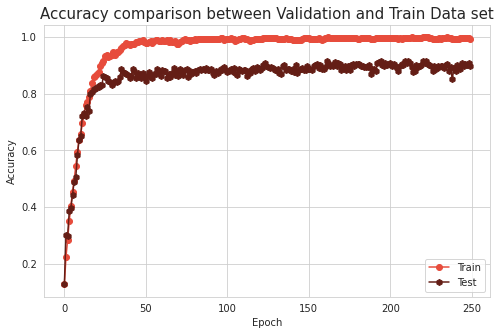 Accuracy comparison between Validation and Train Data set
1.0
0.8
0.6
0.4
0.2
Accuracy
0
50
100
150
200
250
Epoch
Train
Test